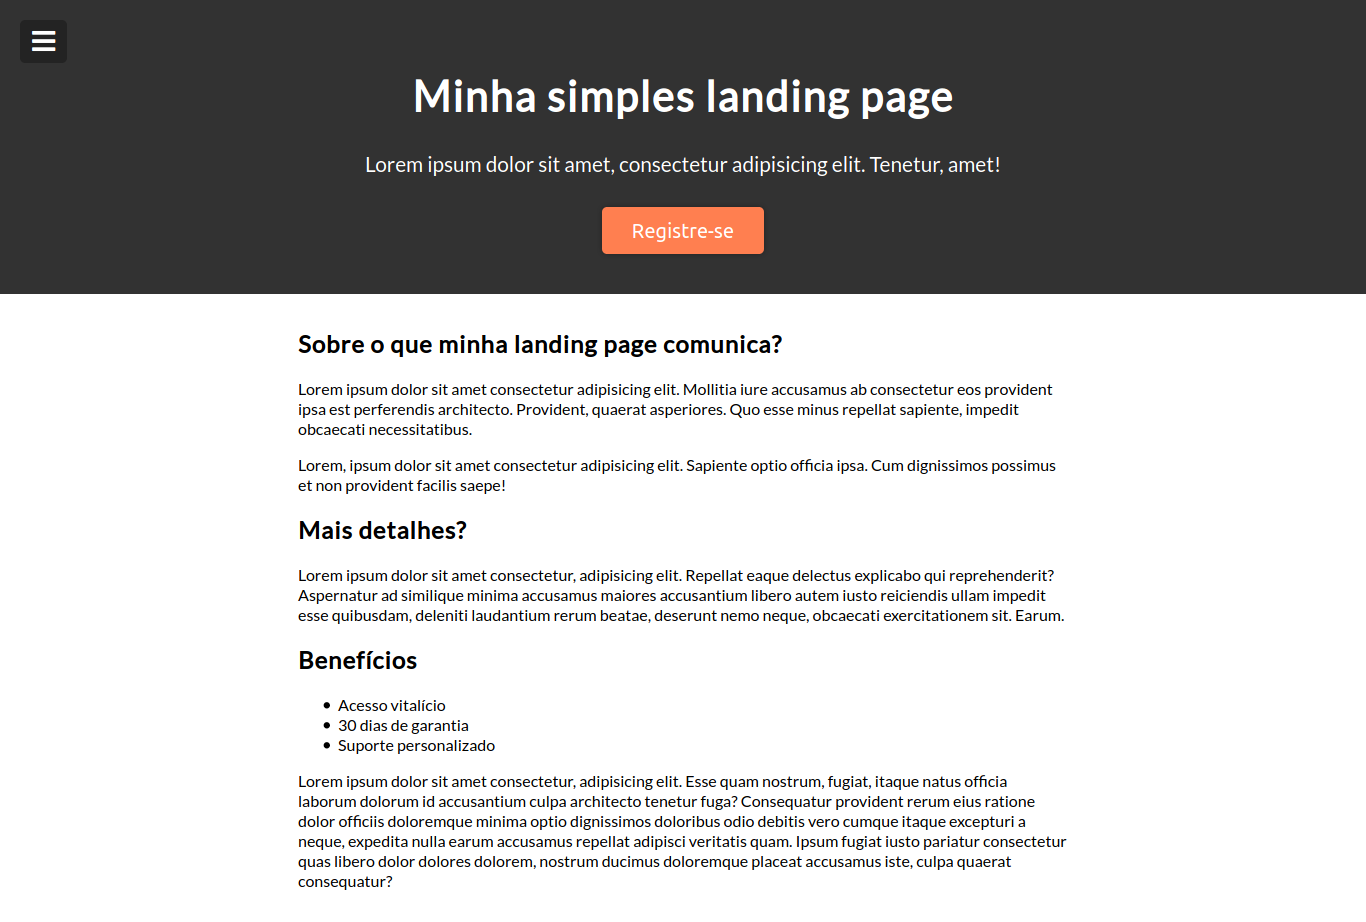 Minha simples landing page
Lorem ipsum dolor sit amet, consectetur adipisicing elit. Tenetur, amet!
Registre-se
Sobre o que minha landing page comunica?
Lorem ipsum dolor sit amet consectetur adipisicing elit. Mollitia iure accusamus ab consectetur eos provident
ipsa est perferendis architecto. Provident, quaerat asperiores. Quo esse minus repellat sapiente, impedit
obcaecati necessitatibus.
Lorem, ipsum dolor sit amet consectetur adipisicing elit. Sapiente optio officia ipsa. Cum dignissimos possimus
et non provident facilis saepe!
Mais detalhes?
Lorem ipsum dolor sit amet consectetur, adipisicing elit. Repellat eaque delectus explicabo qui reprehenderit?
Aspernatur ad similique minima accusamus maiores accusantium libero autem iusto reiciendis ullam impedit
esse quibusdam, deleniti laudantium rerum beatae, deserunt nemo neque, obcaecati exercitationem sit. Earum.
Benefícios
• Acesso vitalício
• 30 dias de garantia
• Suporte personalizado
Lorem ipsum dolor sit amet consectetur, adipisicing elit. Esse quam nostrum, fugiat, itaque natus officia
laborum dolorum id accusantium culpa architecto tenetur fuga? Consequatur provident rerum eius ratione
dolor officiis doloremque minima optio dignissimos doloribus odio debitis vero cumque itaque excepturi a
neque, expedita nulla earum accusamus repellat adipisci veritatis quam. Ipsum fugiat iusto pariatur consectetur
quas libero dolor dolores dolorem, nostrum ducimus doloremque placeat accusamus iste, culpa quaerat
consequatur?